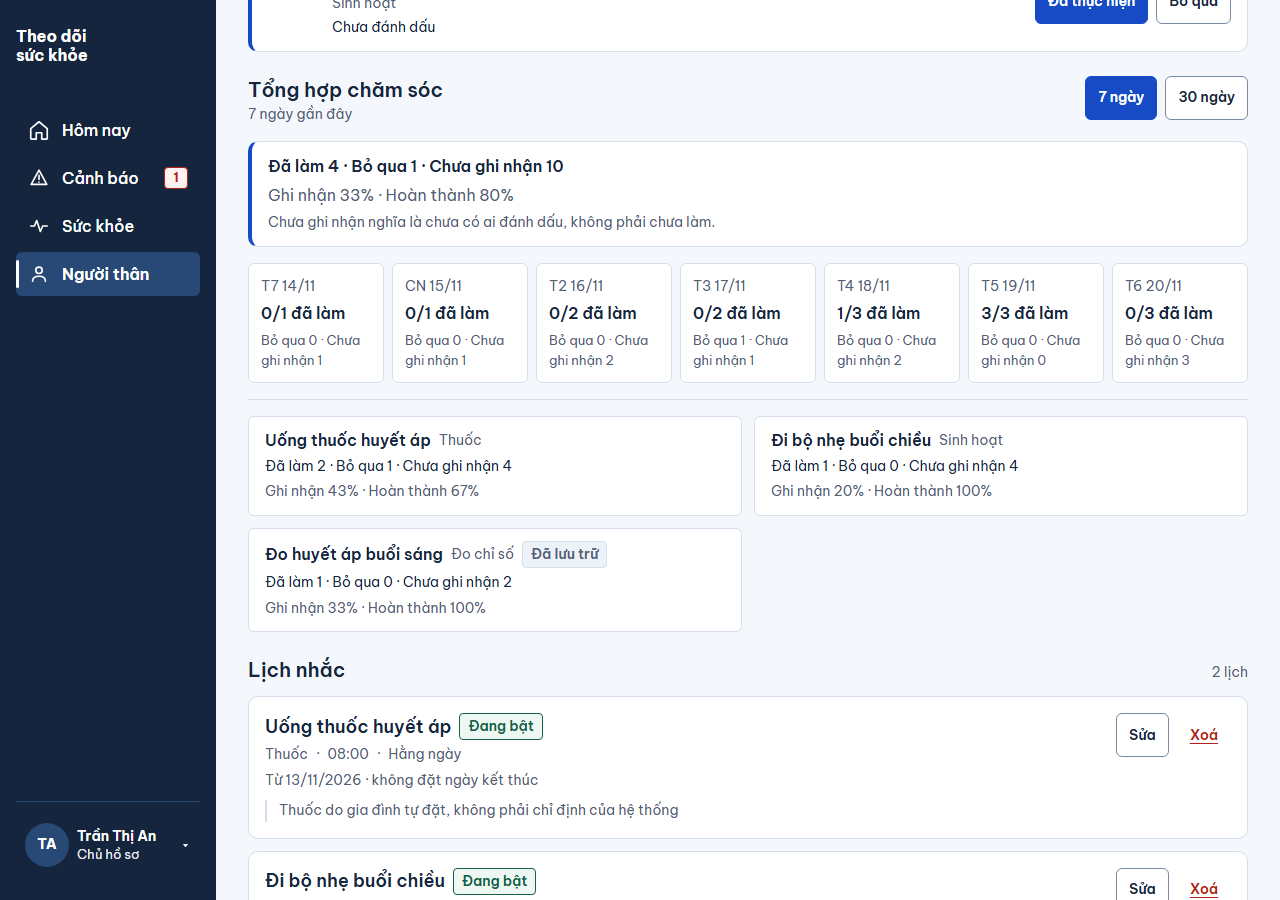 Theo dõi
sức khỏe
Hôm nay
Cảnh báo 1
Sức khỏe
Người thân
Trần Thị An
TA
Chủ hồ sơ
Sinh hoạt
Chưa đánh dấu
Đã thực hiện Bỏ qua
Tổng hợp chăm sóc
7 ngày gần đây
7 ngày 30 ngày
Đã làm 4 · Bỏ qua 1 · Chưa ghi nhận 10
Ghi nhận 33% · Hoàn thành 80%
Chưa ghi nhận nghĩa là chưa có ai đánh dấu, không phải chưa làm.
T7 14/11
0/1 đã làm
Bỏ qua 0 · Chưa
ghi nhận 1
CN 15/11
0/1 đã làm
Bỏ qua 0 · Chưa
ghi nhận 1
T2 16/11
0/2 đã làm
Bỏ qua 0 · Chưa
ghi nhận 2
T3 17/11
0/2 đã làm
Bỏ qua 1 · Chưa
ghi nhận 1
T4 18/11
1/3 đã làm
Bỏ qua 0 · Chưa
ghi nhận 2
T5 19/11
3/3 đã làm
Bỏ qua 0 · Chưa
ghi nhận 0
T6 20/11
0/3 đã làm
Bỏ qua 0 · Chưa
ghi nhận 3
Uống thuốc huyết áp Thuốc
Đã làm 2 · Bỏ qua 1 · Chưa ghi nhận 4
Ghi nhận 43% · Hoàn thành 67%
Đi bộ nhẹ buổi chiều Sinh hoạt
Đã làm 1 · Bỏ qua 0 · Chưa ghi nhận 4
Ghi nhận 20% · Hoàn thành 100%
Đo huyết áp buổi sáng Đo chỉ số Đã lưu trữ
Đã làm 1 · Bỏ qua 0 · Chưa ghi nhận 2
Ghi nhận 33% · Hoàn thành 100%
Lịch nhắc
2 lịch
Uống thuốc huyết áp Đang bật
Thuốc · 08:00 · Hằng ngày
Từ 13/11/2026 · không đặt ngày kết thúc
Thuốc do gia đình tự đặt, không phải chỉ định của hệ thống
Sửa Xoá
Đi bộ nhẹ buổi chiều Đang bật
Sửa Xoá